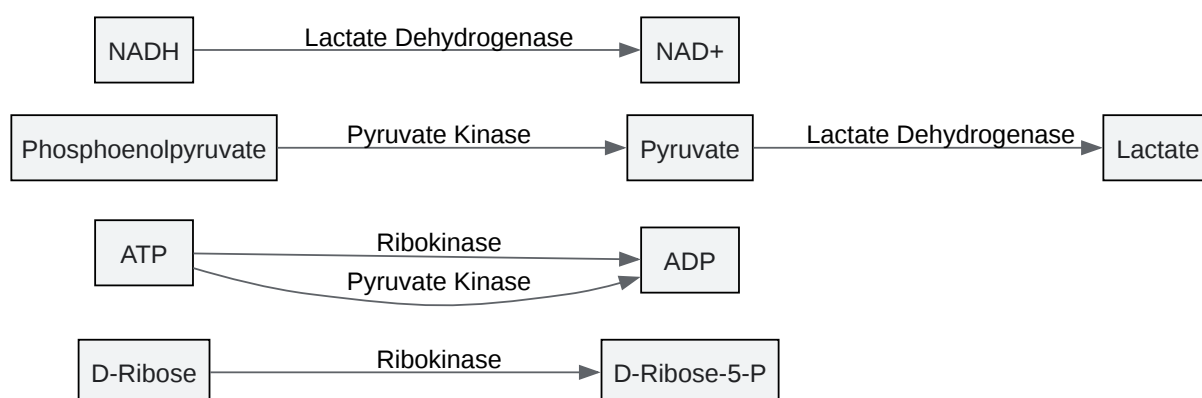 NADH
Lactate Dehydrogenase
NAD+
Phosphoenolpyruvate
Pyruvate Kinase
Pyruvate
Lactate Dehydrogenase
Lactate
ATP
Ribokinase
Pyruvate Kinase
ADP
D-Ribose
Ribokinase
D-Ribose-5-P